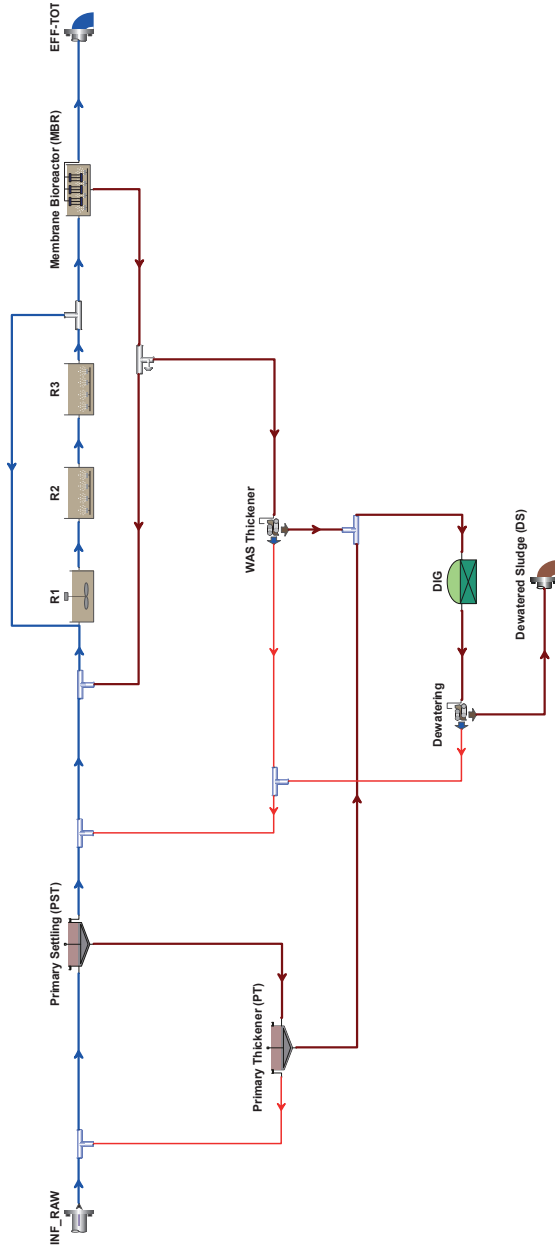 INF_RAW
Primary Settling (PST)
R1
R2
R3
Membrane Bioreactor (MBR)
EFF-TOT
Primary Thickener (PT)
WAS Thickener
Dewatering
DIG
Dewatered Sludge (DS)